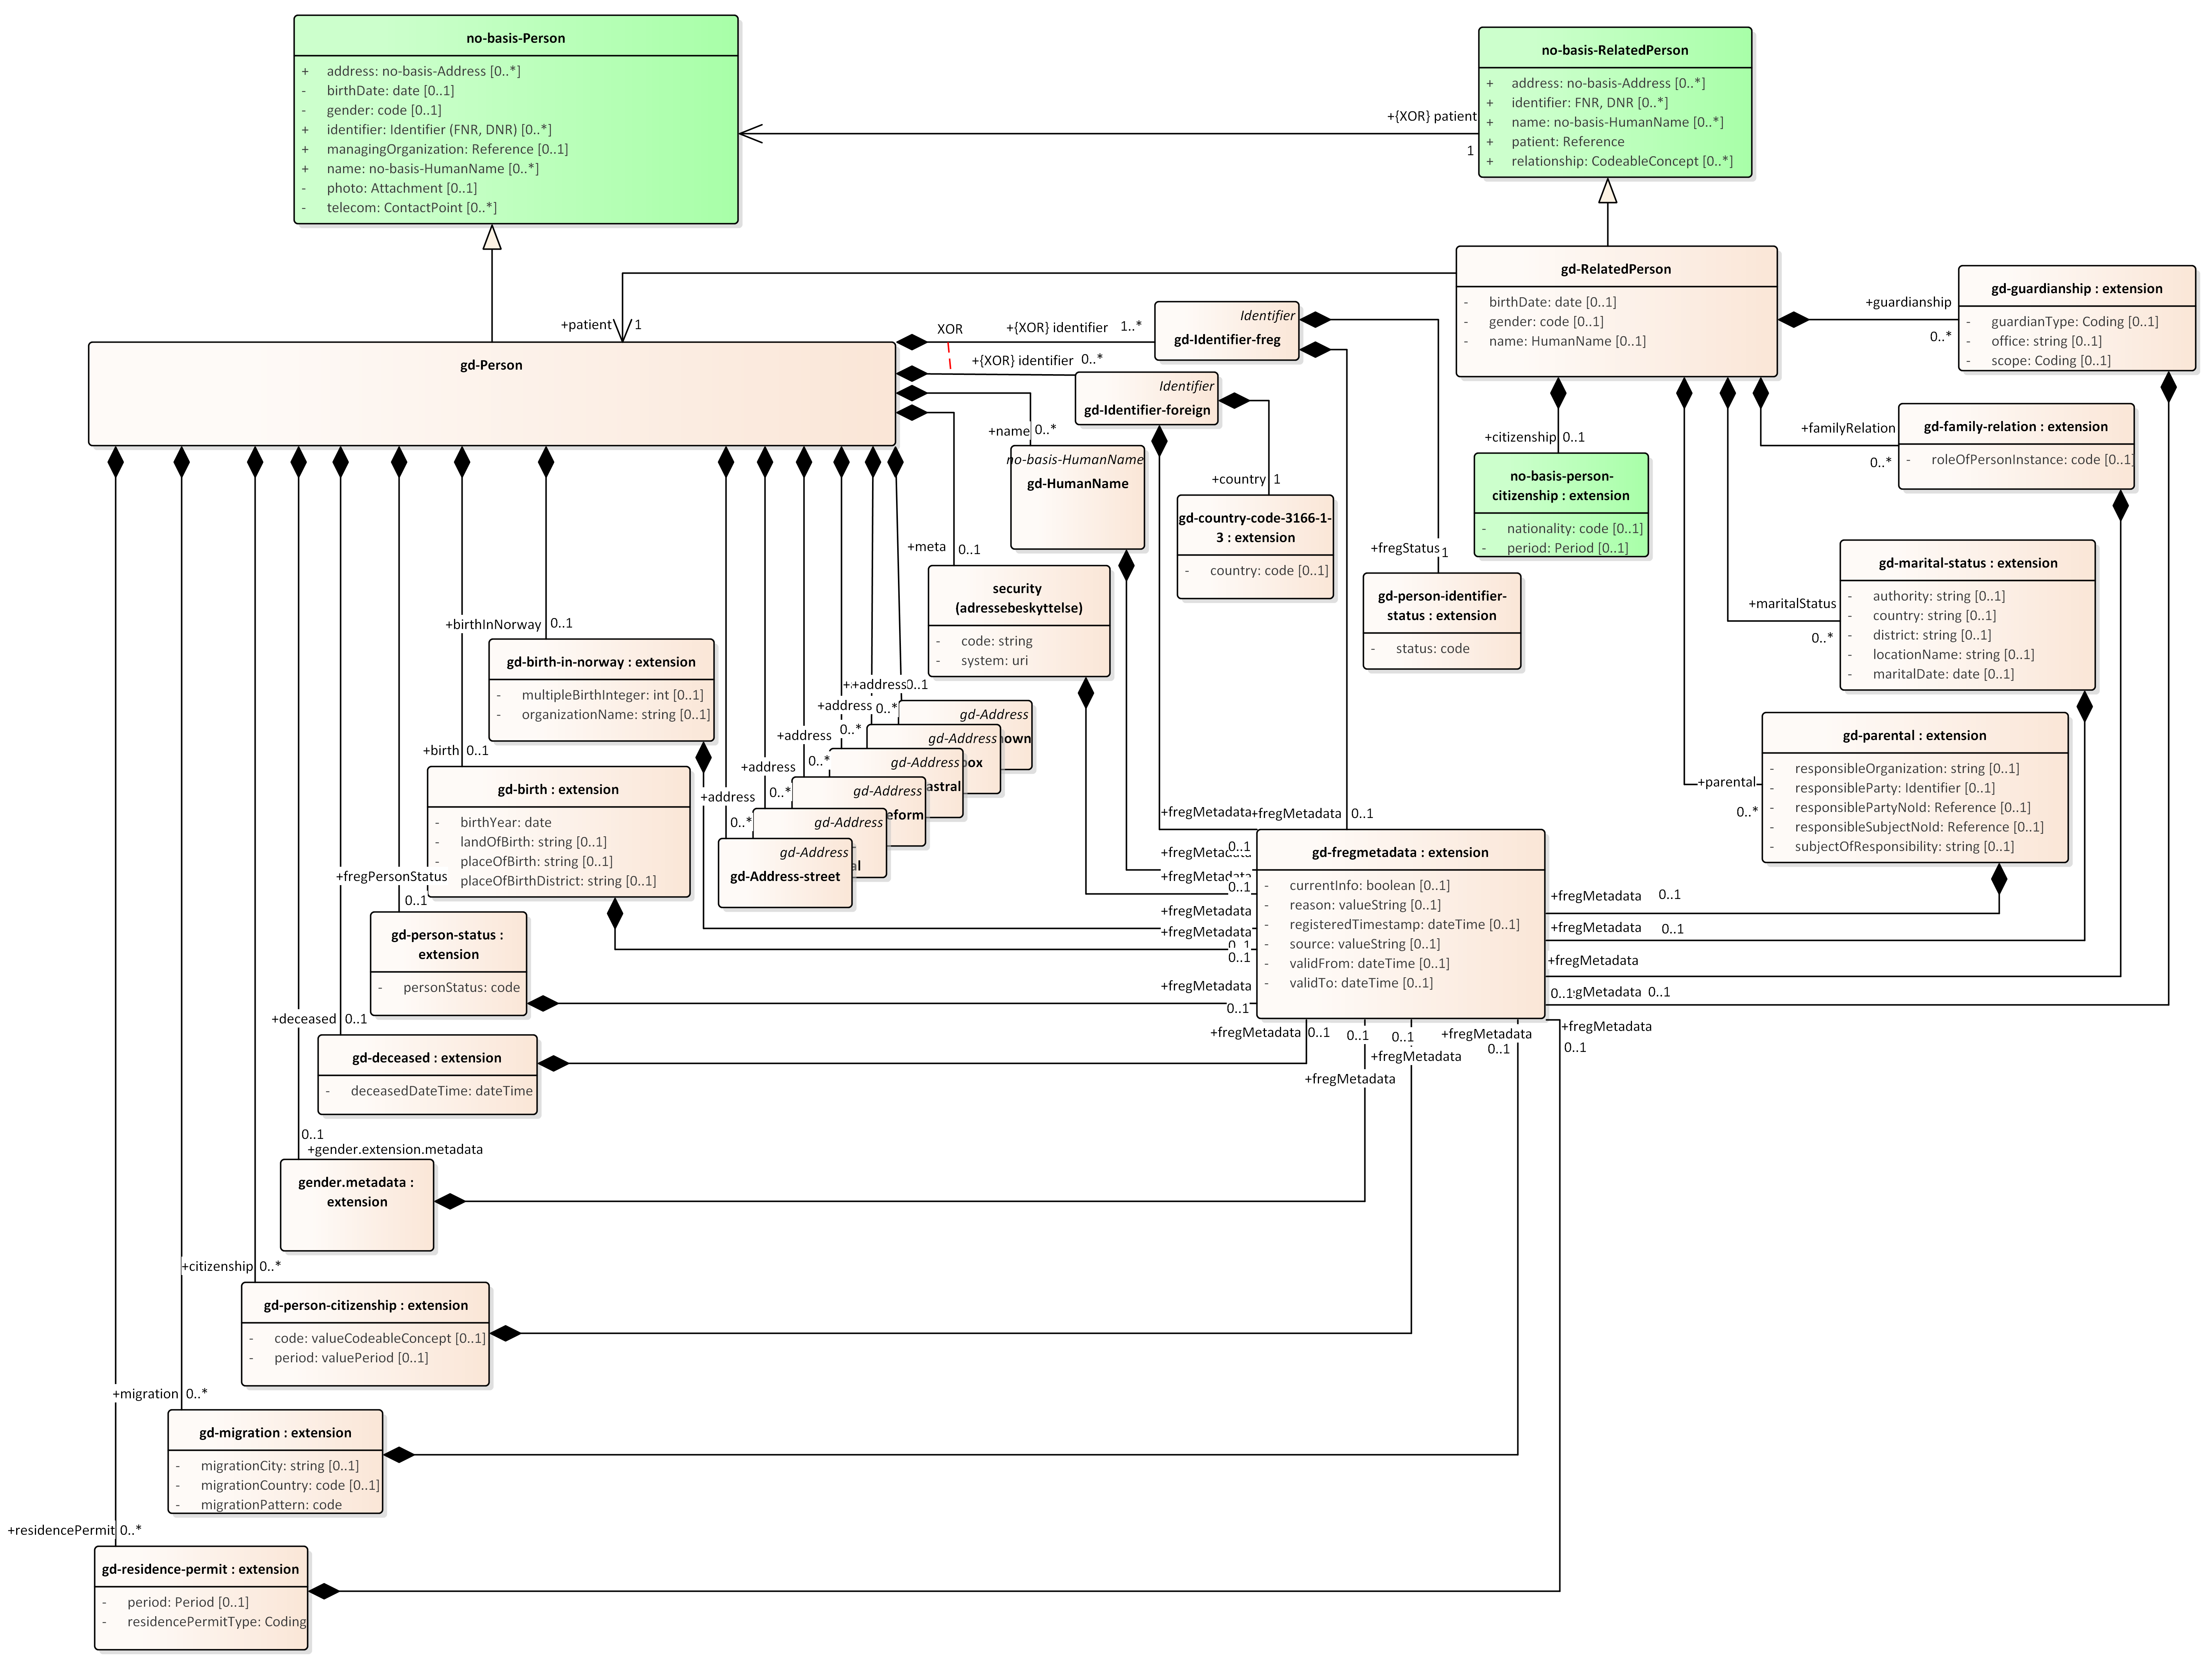 no-basis-Person
+ address: no-basis-Address [0..*]
- birthDate: date [0..1]
- gender: code [0..1]
+ identifier: Identifier (FNR, DNR) [0..*]
+ managingOrganization: Reference [0..1]
+ name: no-basis-HumanName [0..*]
- photo: Attachment [0..1]
- telecom: ContactPoint [0..*]
no-basis-RelatedPerson
+ address: no-basis-Address [0..*]
+ identifier: FNR, DNR [0..*]
+ name: no-basis-HumanName [0..*]
+ patient: Reference
+ relationship: CodeableConcept [0..*]
+{XOR} patient
1
gd-RelatedPerson
- birthDate: date [0..1]
- gender: code [0..1]
- name: HumanName [0..1]
+guardianship
0..*
gd-guardianship : extension
- guardianType: Coding [0..1]
- office: string [0..1]
- scope: Coding [0..1]
+patient 1
gd-Person
XOR
+{XOR} identifier 1..*
+{XOR} identifier 0..*
Identifier
gd-Identifier-freg
Identifier
gd-Identifier-foreign
+name 0..*
no-basis-HumanName
gd-HumanName
+country 1
gd-country-code-3166-1-
3 : extension
- country: code [0..1]
+fregStatus 1
gd-person-identifier-
status : extension
- status: code
+citizenship 0..1
no-basis-person-
citizenship : extension
- nationality: code [0..1]
- period: Period [0..1]
+familyRelation
0..*
gd-family-relation : extension
- roleOfPersonInstance: code [0..1]
+maritalStatus
0..*
gd-marital-status : extension
- authority: string [0..1]
- country: string [0..1]
- district: string [0..1]
- locationName: string [0..1]
- maritalDate: date [0..1]
+parental
0..*
gd-parental : extension
- responsibleOrganization: string [0..1]
- responsibleParty: Identifier [0..1]
- responsiblePartyNoId: Reference [0..1]
- responsibleSubjectNoId: Reference [0..1]
- subjectOfResponsibility: string [0..1]
+meta 0..1
security
(adressebeskyttelse)
- code: string
- system: uri
+birthInNorway 0..1
gd-birth-in-norway : extension
- multipleBirthInteger: int [0..1]
- organizationName: string [0..1]
+birth 0..1
gd-birth : extension
- birthYear: date
- landOfBirth: string [0..1]
- placeOfBirth: string [0..1]
placeOfBirthDistrict: string [0..1]
+address 0..1
gd-Address
own
+address 0..*
gd-Address
ox
+address 0..*
gd-Address
astral
+address 0..*
gd-Address
eform
+address 0..*
gd-Address
al
0..*
gd-Address
gd-Address-street
+fregPersonStatus
0..1
gd-person-status :
extension
- personStatus: code
+fregMetadata
+fregMetadata 0..1
0..1
+fregMetadata
0..1
+fregMetadata
+fregMetadata
0..1
+fregMetadata
0..1
+fregMetadata
0..1
gd-fregmetadata : extension
- currentInfo: boolean [0..1]
- reason: valueString [0..1]
- registeredTimestamp: dateTime [0..1]
- source: valueString [0..1]
- validFrom: dateTime [0..1]
- validTo: dateTime [0..1]
+fregMetadata 0..1
+fregMetadata 0..1
+fregMetadata
0..1 gMetadata 0..1
+fregMetadata 0..1
0..1
+fregMetadata
0..1
+fregMetadata
+fregMetadata
0..1
+fregMetadata
0..1
+deceased 0..1
gd-deceased : extension
- deceasedDateTime: dateTime
0..1
+gender.extension.metadata
gender.metadata :
extension
+citizenship 0..*
gd-person-citizenship : extension
- code: valueCodeableConcept [0..1]
- period: valuePeriod [0..1]
+migration 0..*
gd-migration : extension
- migrationCity: string [0..1]
- migrationCountry: code [0..1]
- migrationPattern: code
+residencePermit 0..*
gd-residence-permit : extension
- period: Period [0..1]
- residencePermitType: Coding